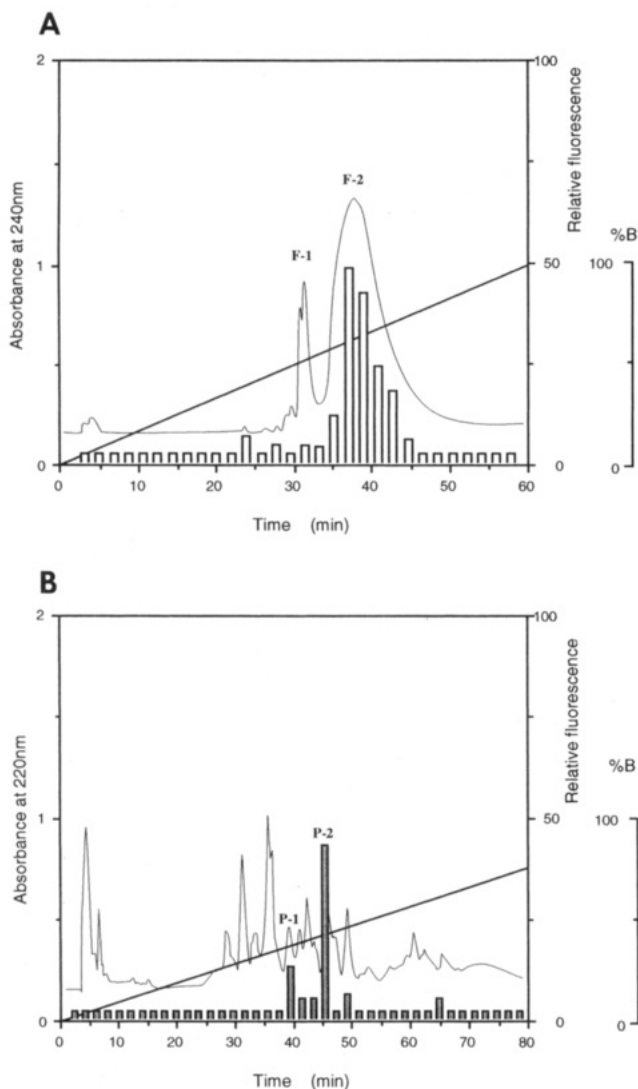 A
2
1
0
Absorbance at 240nm
F-1
F-2
100
50
0
Relative fluorescence
%B
100
0
0 10 20 30 40 50 60
Time (min)
B
2
1
0
Absorbance at 220nm
P-1
P-2
100
50
0
Relative fluorescence
%B
100
0
0 10 20 30 40 50 60 70 80
Time (min)